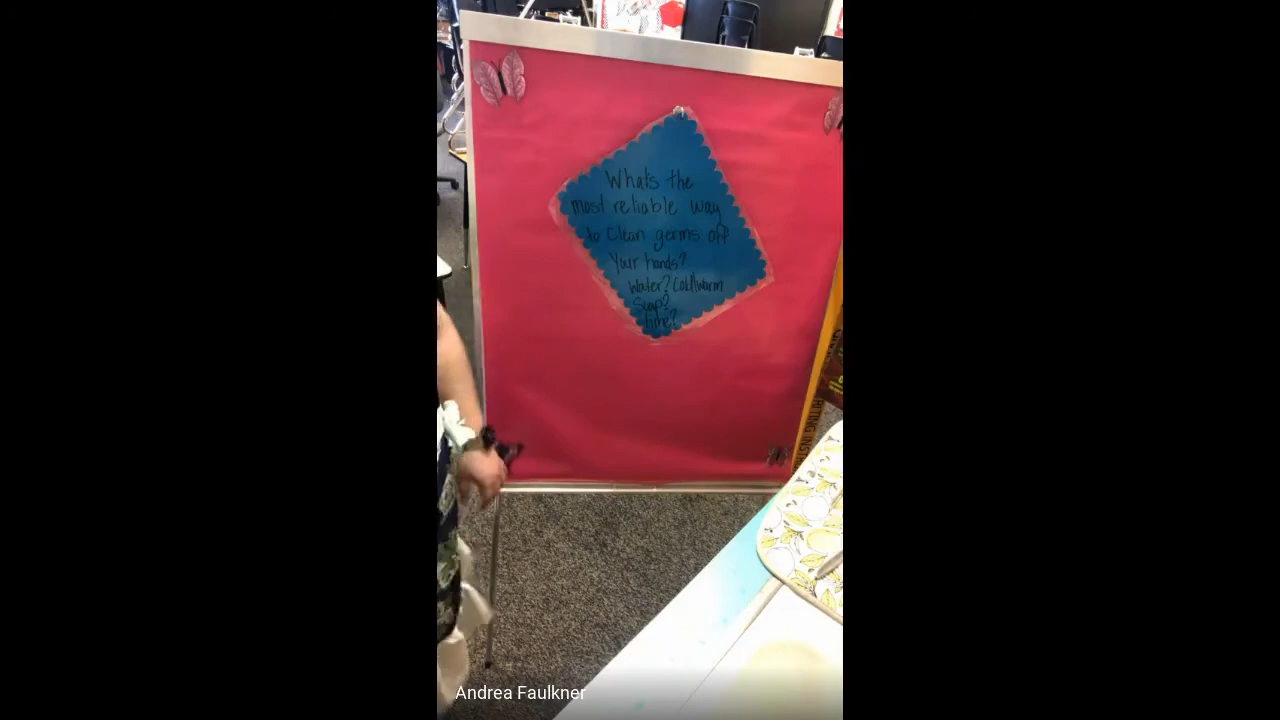 What's the
most reliable way
to Clean germs off
Your hands?
Water? Cold/warm
Soap?
time?
Andrea Faulkner